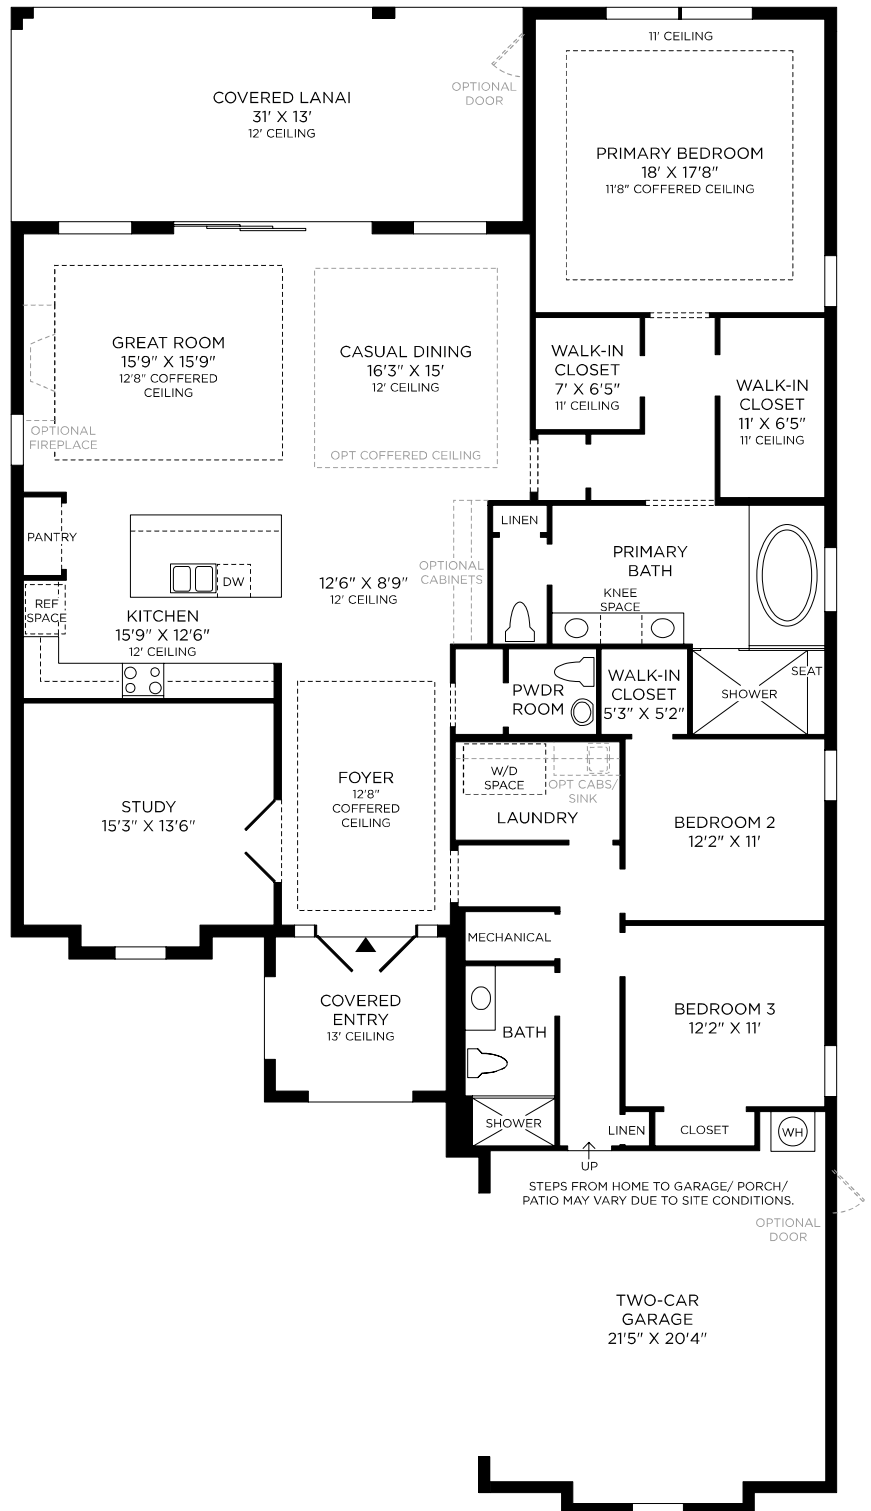 11' CEILING
OPTIONAL
DOOR
COVERED LANAI
31' X 13'
12' CEILING
PRIMARY BEDROOM
18' X 17'8"
11'8" COFFERED CEILING
GREAT ROOM
15'9" X 15'9"
12'8" COFFERED
CEILING
CASUAL DINING
16'3" X 15'
12' CEILING
WALK-IN
CLOSET
7' X 6'5"
11' CEILING
WALK-IN
CLOSET
11' X 6'5"
11' CEILING
OPTIONAL
FIREPLACE
OPT COFFERED CEILING
LINEN
PANTRY
PRIMARY
BATH
OPTIONAL
CABINETS
12'6" X 8'9"
12' CEILING
DW
KNEE
SPACE
REF
SPACE
KITCHEN
15'9" X 12'6"
12' CEILING
PWDR
ROOM
WALK-IN
CLOSET
5'3" X 5'2"
SEAT
SHOWER
FOYER
12'8"
COFFERED
CEILING
W/D
SPACE
OPT CABS/
SINK
LAUNDRY
STUDY
15'3" X 13'6"
BEDROOM 2
12'2" X 11'
MECHANICAL
COVERED
ENTRY
13' CEILING
BATH
BEDROOM 3
12'2" X 11'
SHOWER
LINEN
CLOSET
WH
UP
STEPS FROM HOME TO GARAGE/ PORCH/
PATIO MAY VARY DUE TO SITE CONDITIONS.
OPTIONAL
DOOR
TWO-CAR
GARAGE
21'5" X 20'4"